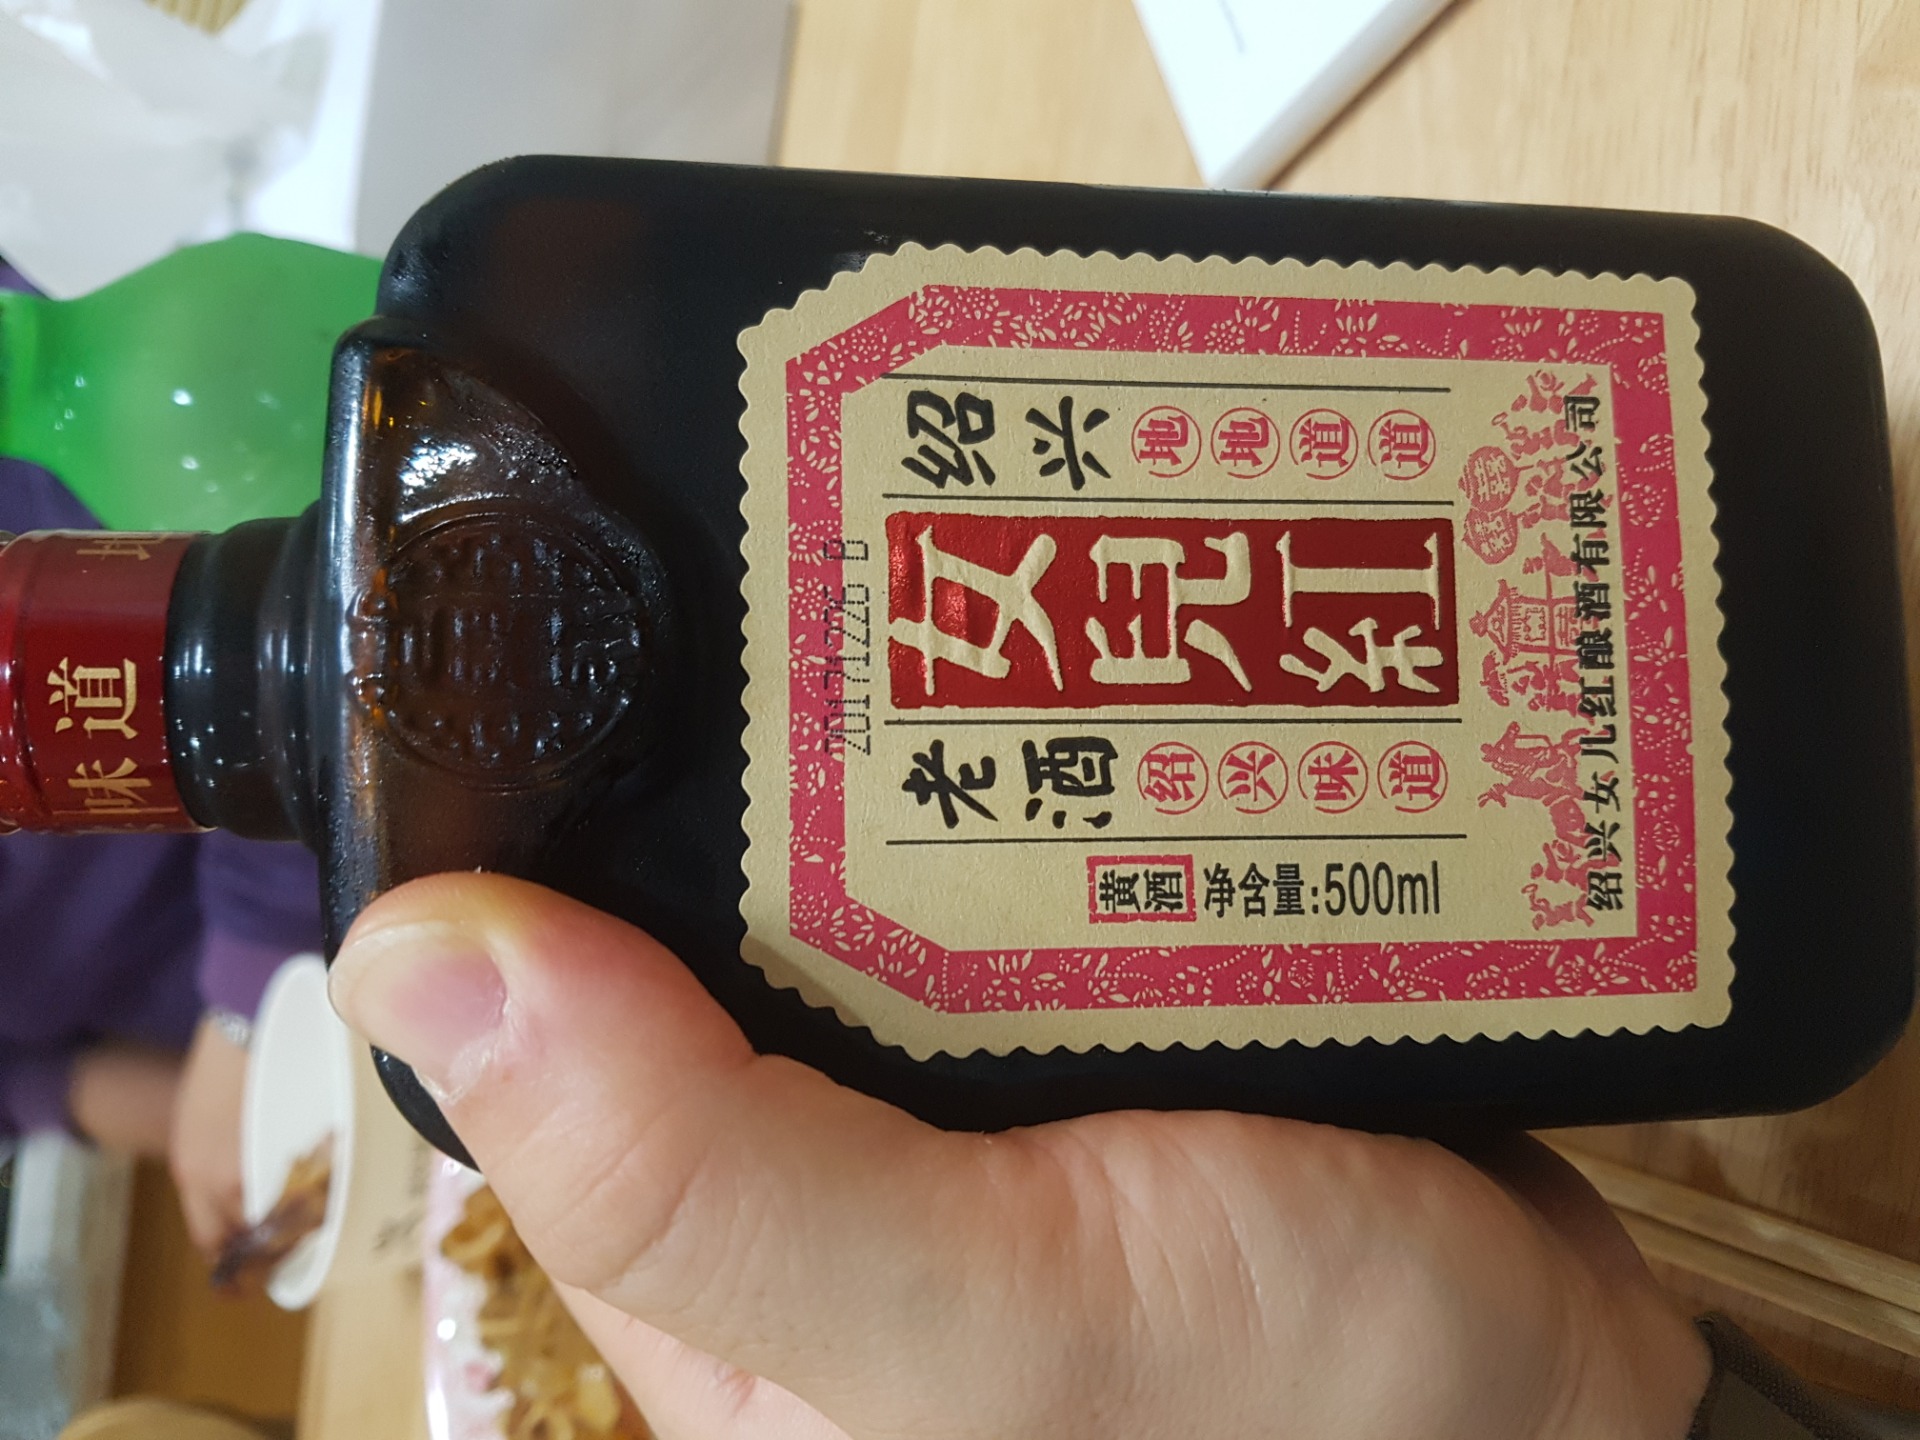 味道
20171226 B
绍兴
地地道道
女兒紅
老酒
绍兴味道
黄酒
净含量:500ml
绍兴女儿红酿酒有限公司